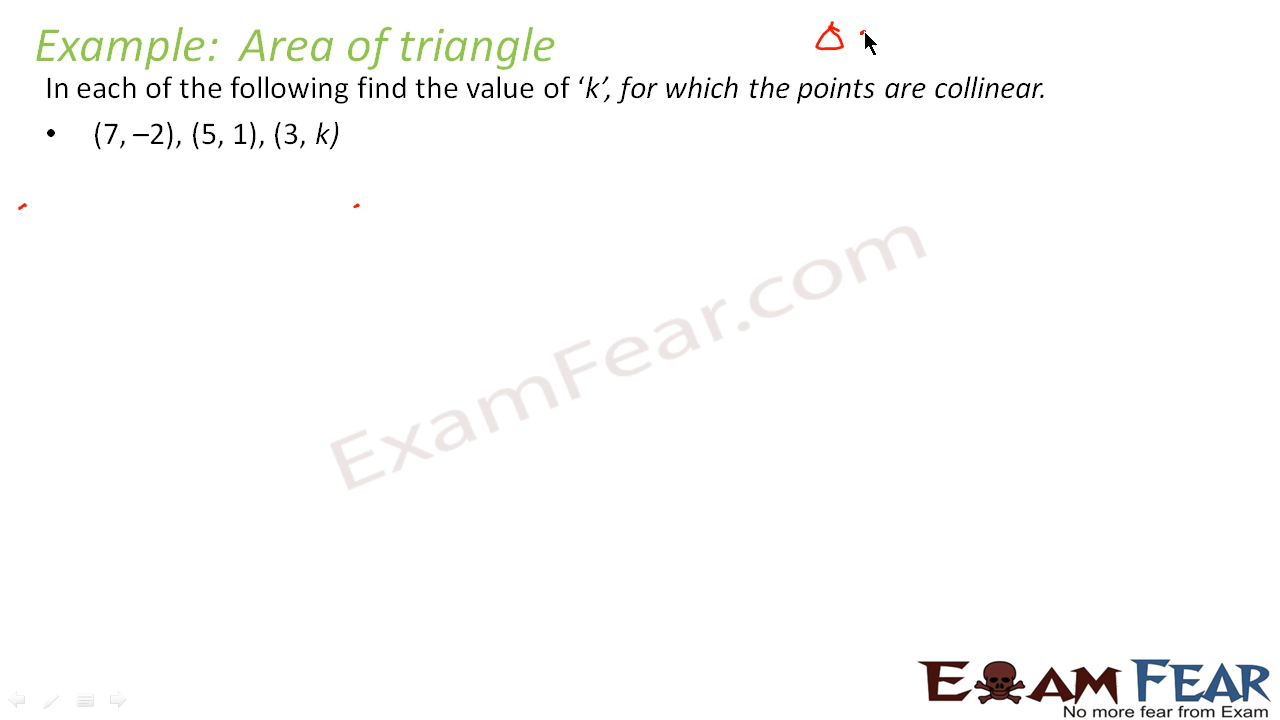 Example: Area of triangle
In each of the following find the value of ‘k’, for which the points are collinear.
• (7, –2), (5, 1), (3, k)
ExamFear.com
EXAM FEAR
No more fear from Exam